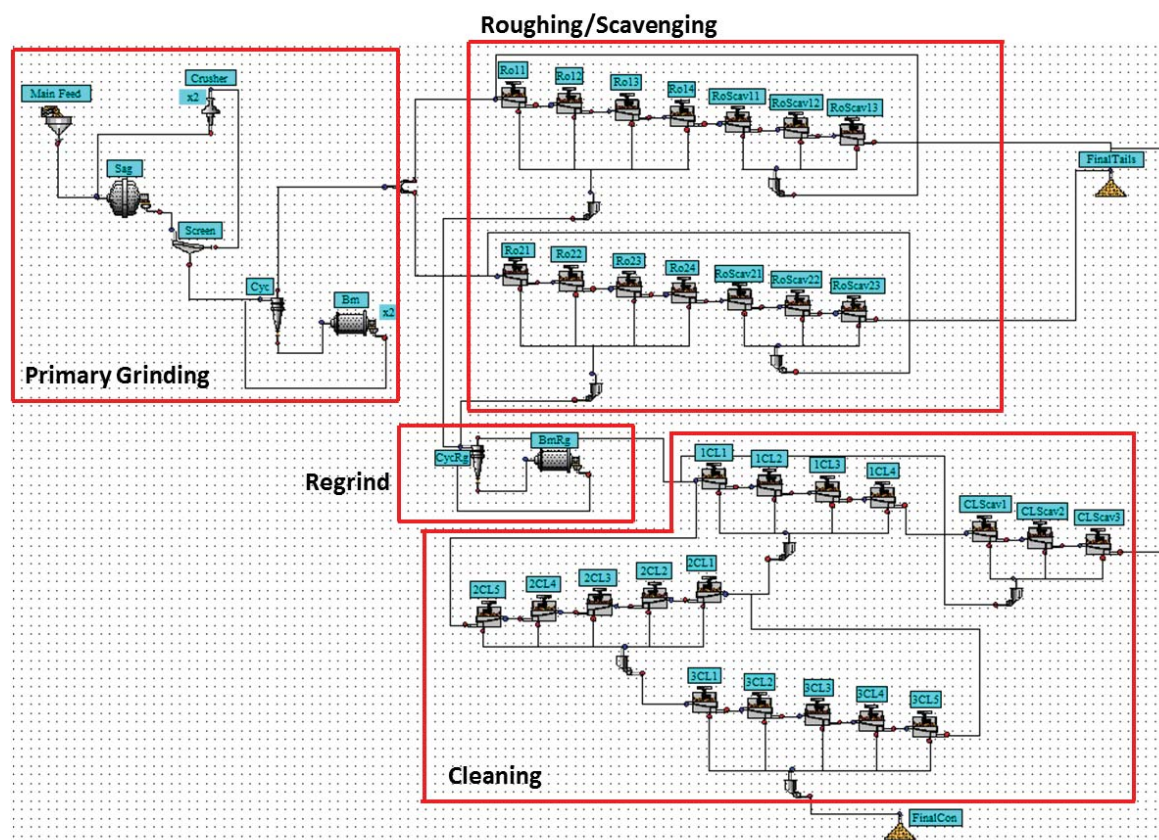 Roughing/Scavenging
Main Feed
Crusher
x2
Sag
Screen
Cyc
Bm
x2
Primary Grinding
Ro11
Ro12
Ro13
Ro14
RoScav11
RoScav12
RoScav13
FinalTails
Ro21
Ro22
Ro23
Ro24
RoScav21
RoScav22
RoScav23
Regrind
CycRg
BmRg
1CL1
1CL2
1CL3
1CL4
CLScav1
CLScav2
CLScav3
2CL5
2CL4
2CL3
2CL2
2CL1
3CL1
3CL2
3CL3
3CL4
3CL5
Cleaning
FinalCon